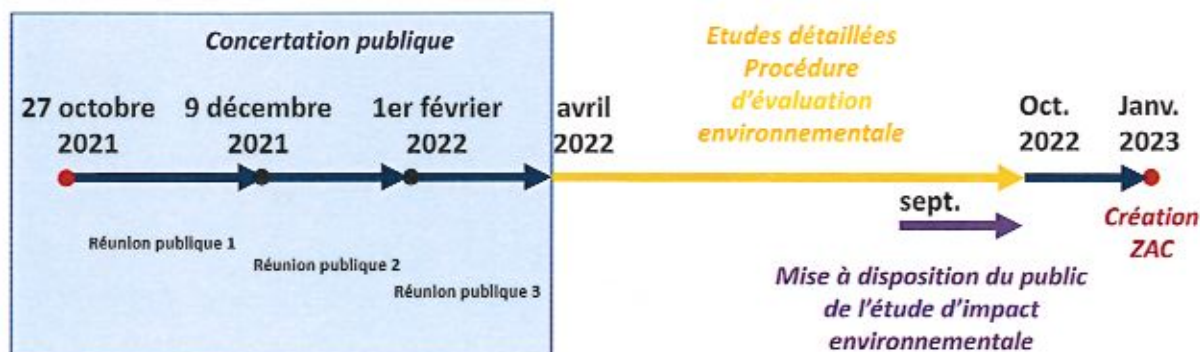 Concertation publique
27 octobre
2021
9 décembre
2021
1er février
2022
avril
2022
Etudes détaillées
Procédure
d'évaluation
environnementale
Oct.
2022
Janv.
2023
sept.
Réunion publique 1
Réunion publique 2
Réunion publique 3
Mise à disposition du public
de l'étude d'impact
environnementale
Création
ZAC